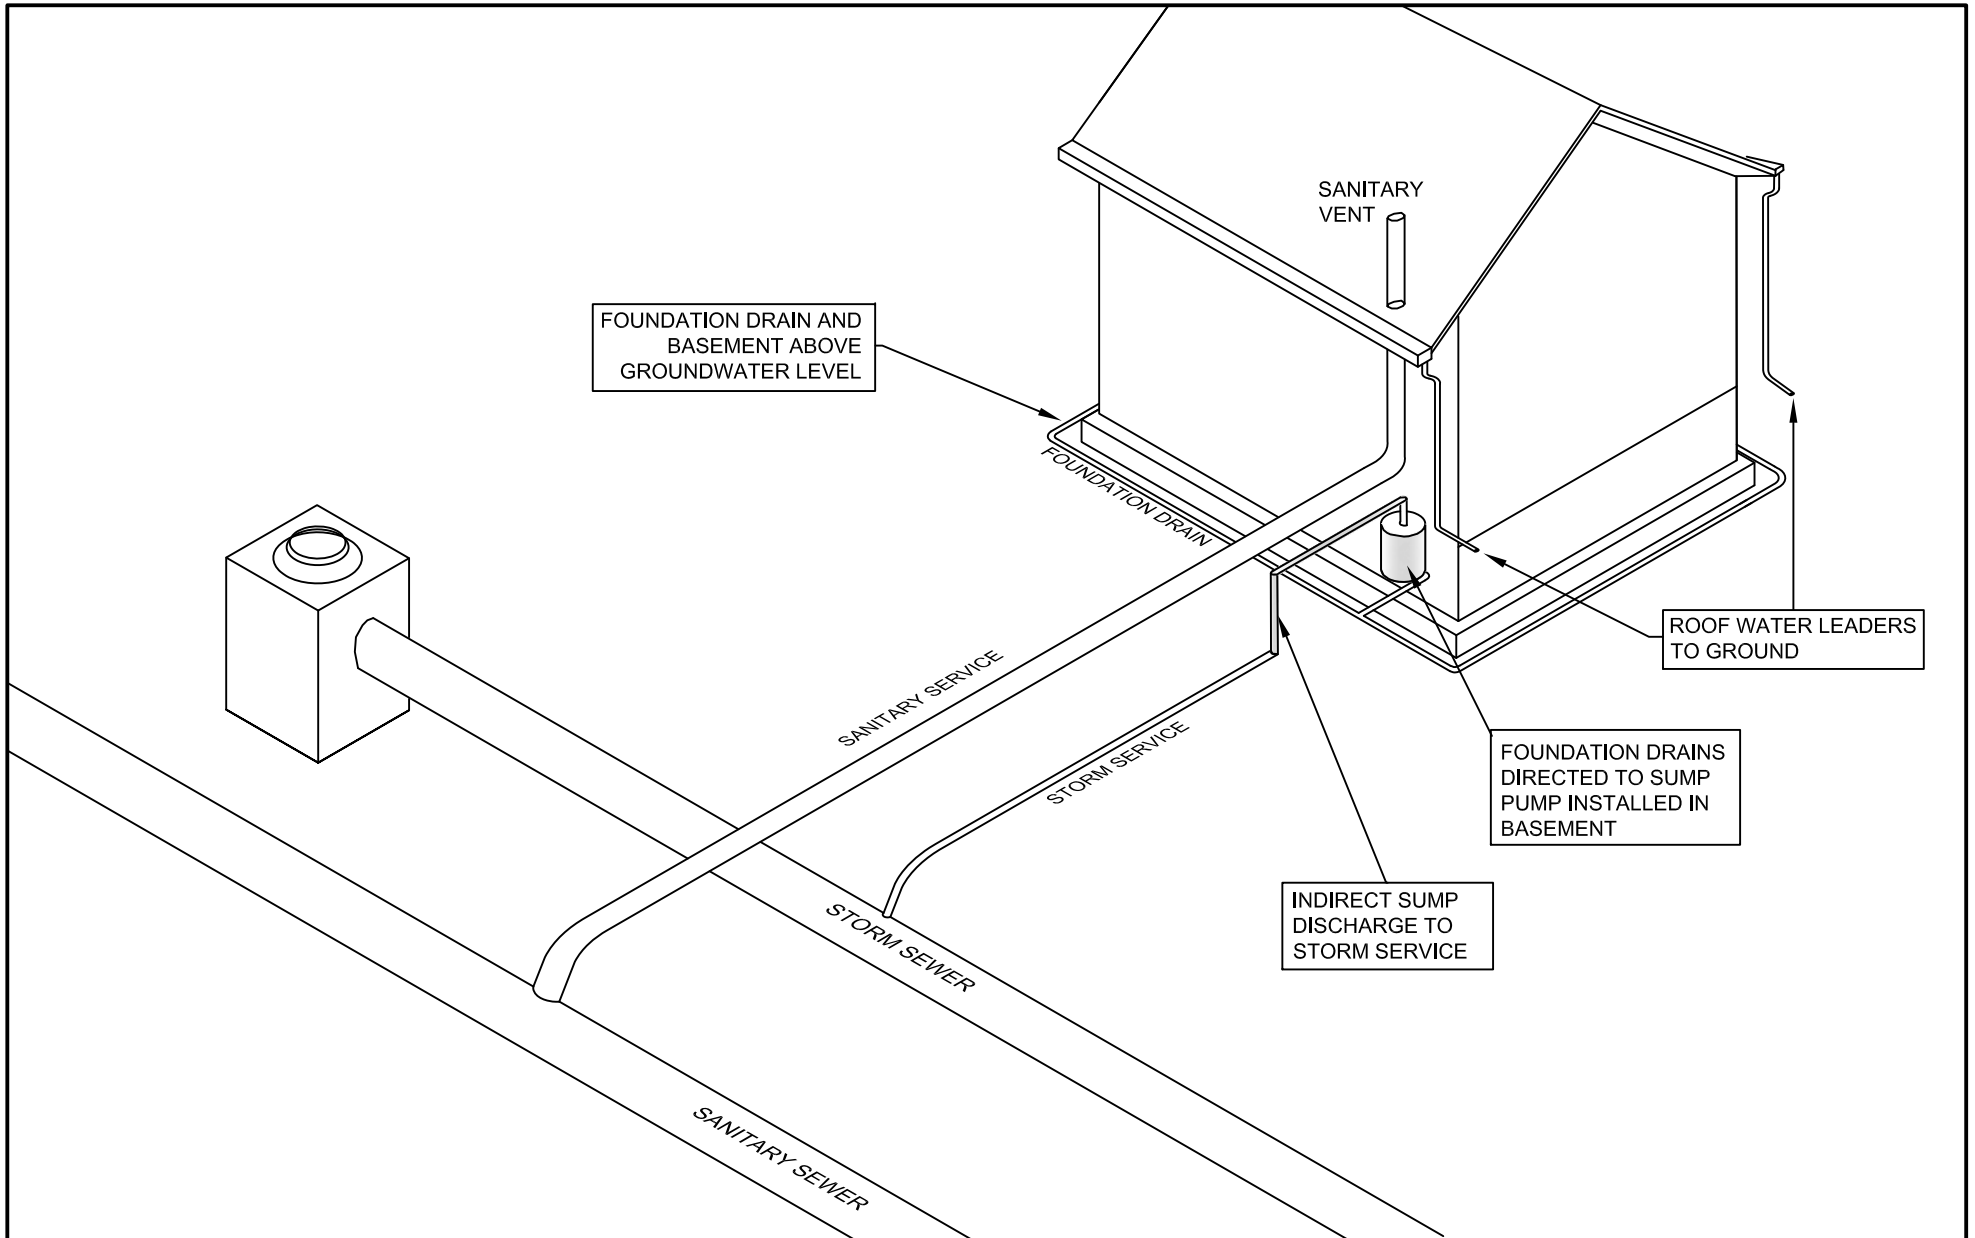 SANITARY
VENT
FOUNDATION DRAIN AND
BASEMENT ABOVE
GROUNDWATER LEVEL
FOUNDATION DRAIN
ROOF WATER LEADERS
TO GROUND
SANITARY SERVICE
STORM SERVICE
FOUNDATION DRAINS
DIRECTED TO SUMP
PUMP INSTALLED IN
BASEMENT
INDIRECT SUMP
DISCHARGE TO
STORM SERVICE
STORM SEWER
SANITARY SEWER